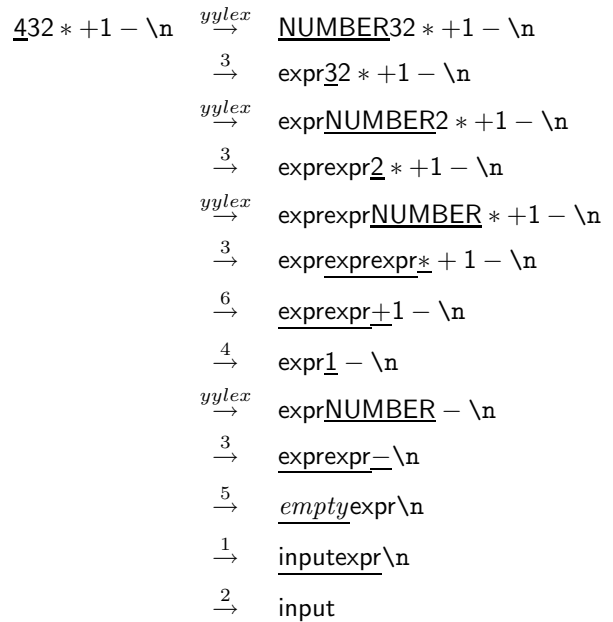 432 * +1 − \n yylex → NUMBER32 * +1 − \n
3 → expr32 * +1 − \n
yylex → exprNUMBER2 * +1 − \n
3 → exprexpr2 * +1 − \n
yylex → exprexprNUMBER * +1 − \n
3 → exprexprexpr* + 1 − \n
6 → exprexpr+1 − \n
4 → expr1 − \n
yylex → exprNUMBER − \n
3 → exprexpr−\n
5 → emptyexpr\n
1 → inputexpr\n
2 → input